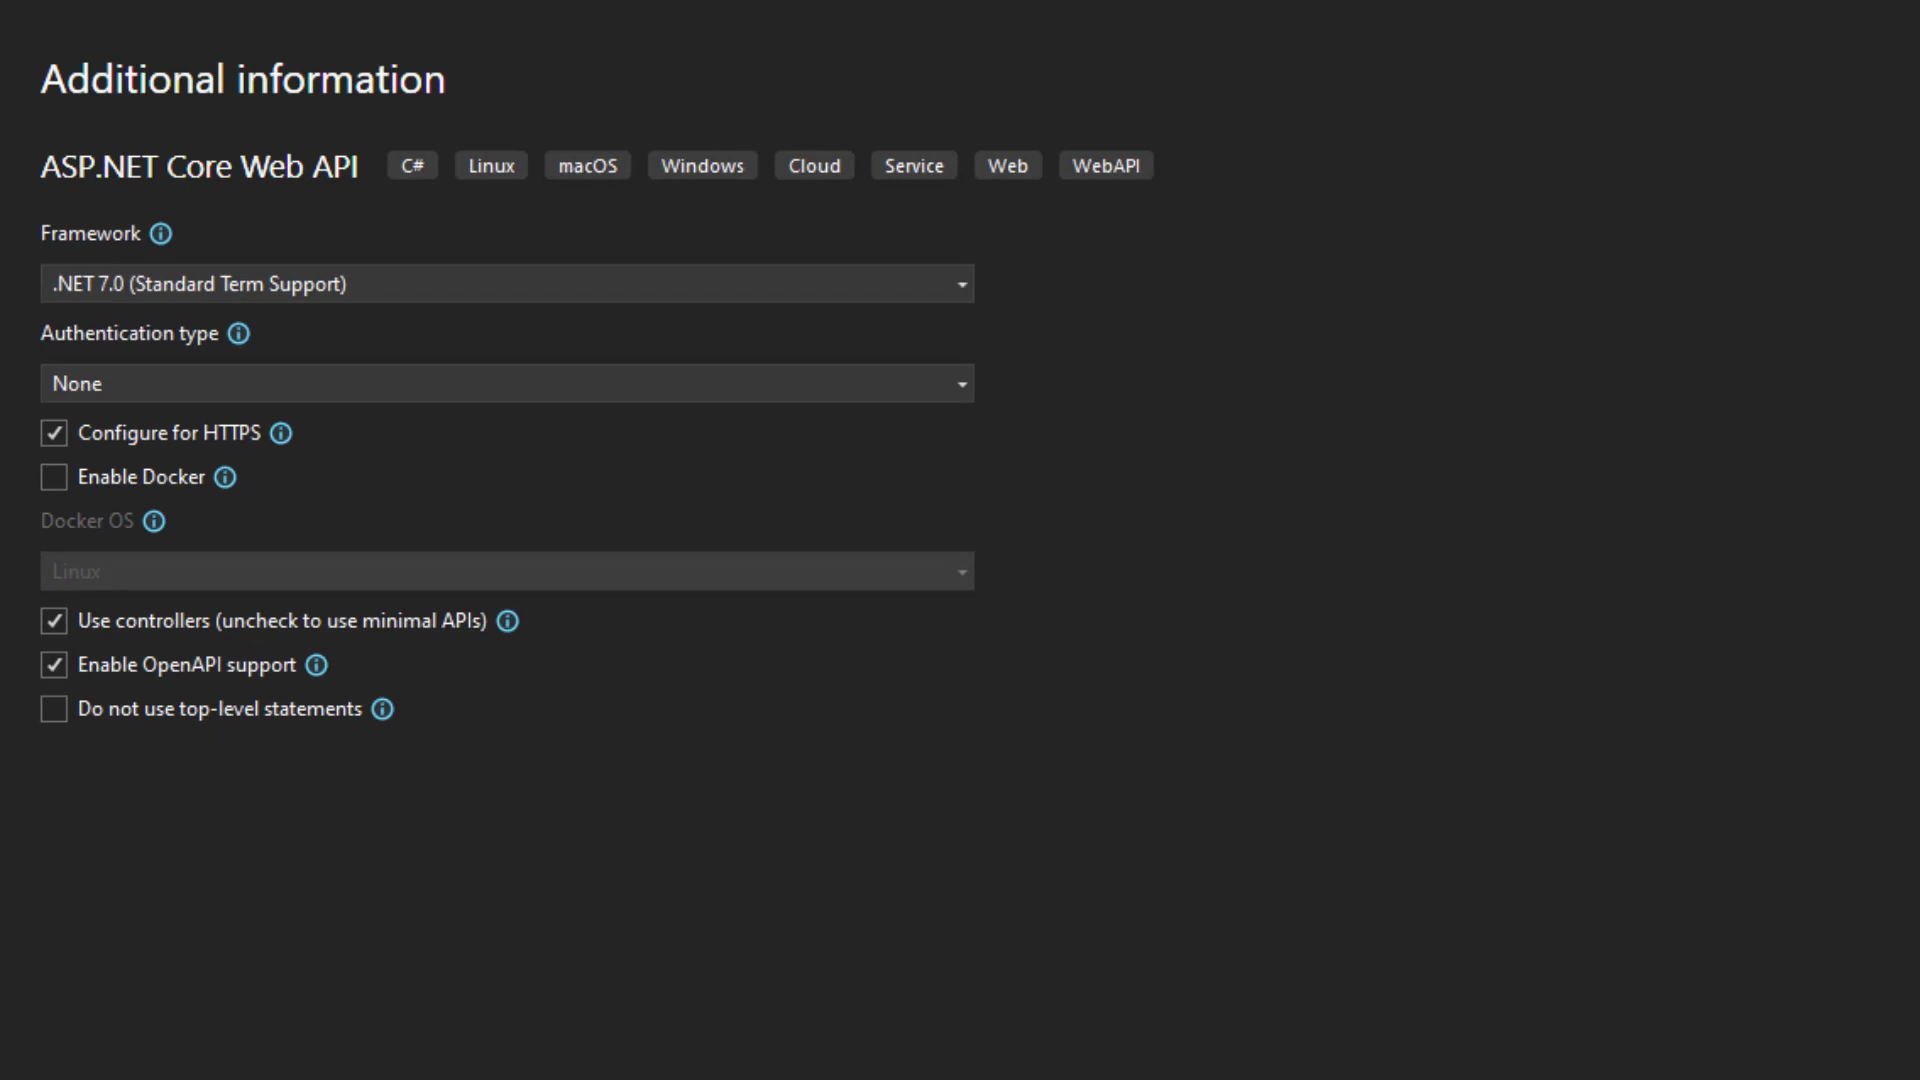 Additional information
ASP.NET Core Web API C# Linux macOS Windows Cloud Service Web WebAPI
Framework
.NET 7.0 (Standard Term Support)
Authentication type
None
Configure for HTTPS
Enable Docker
Docker OS
Linux
Use controllers (uncheck to use minimal APIs)
Enable OpenAPI support
Do not use top-level statements